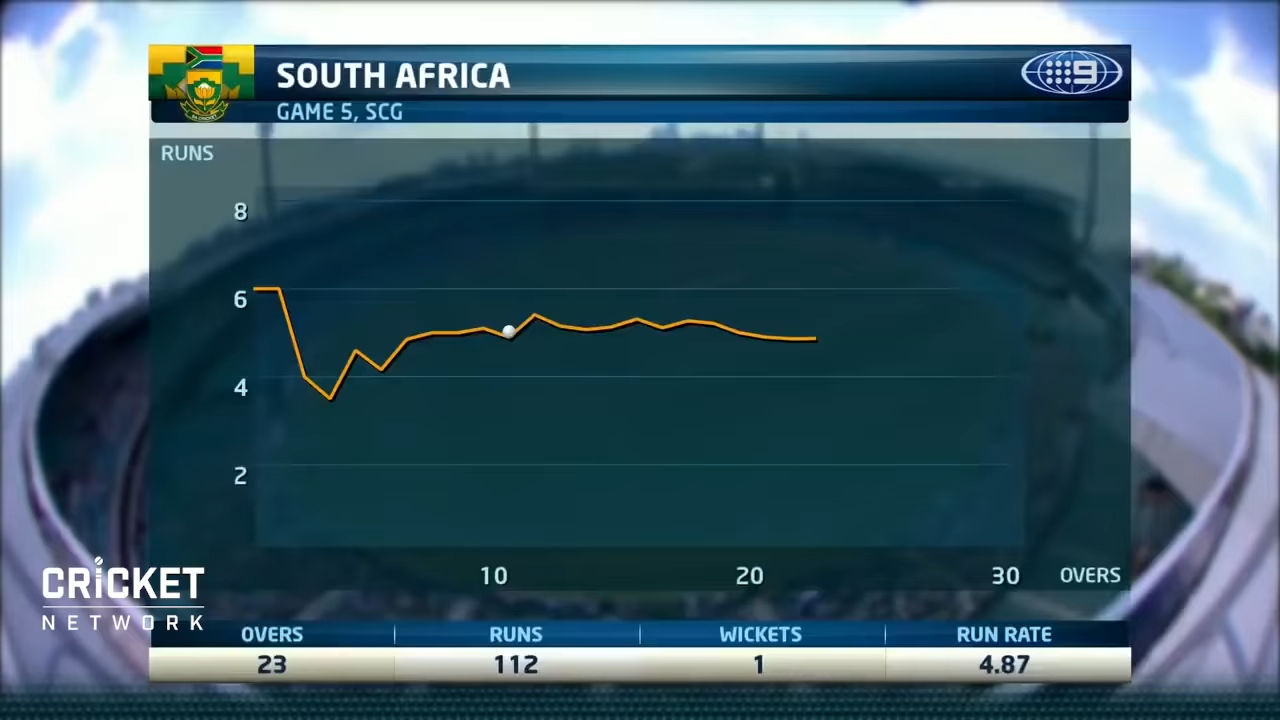 SOUTH AFRICA
9
GAME 5, SCG
RUNS
8
6
4
2
10 20 30 OVERS
CRICKET
NETWORK
OVERS RUNS WICKETS RUN RATE
23 112 1 4.87